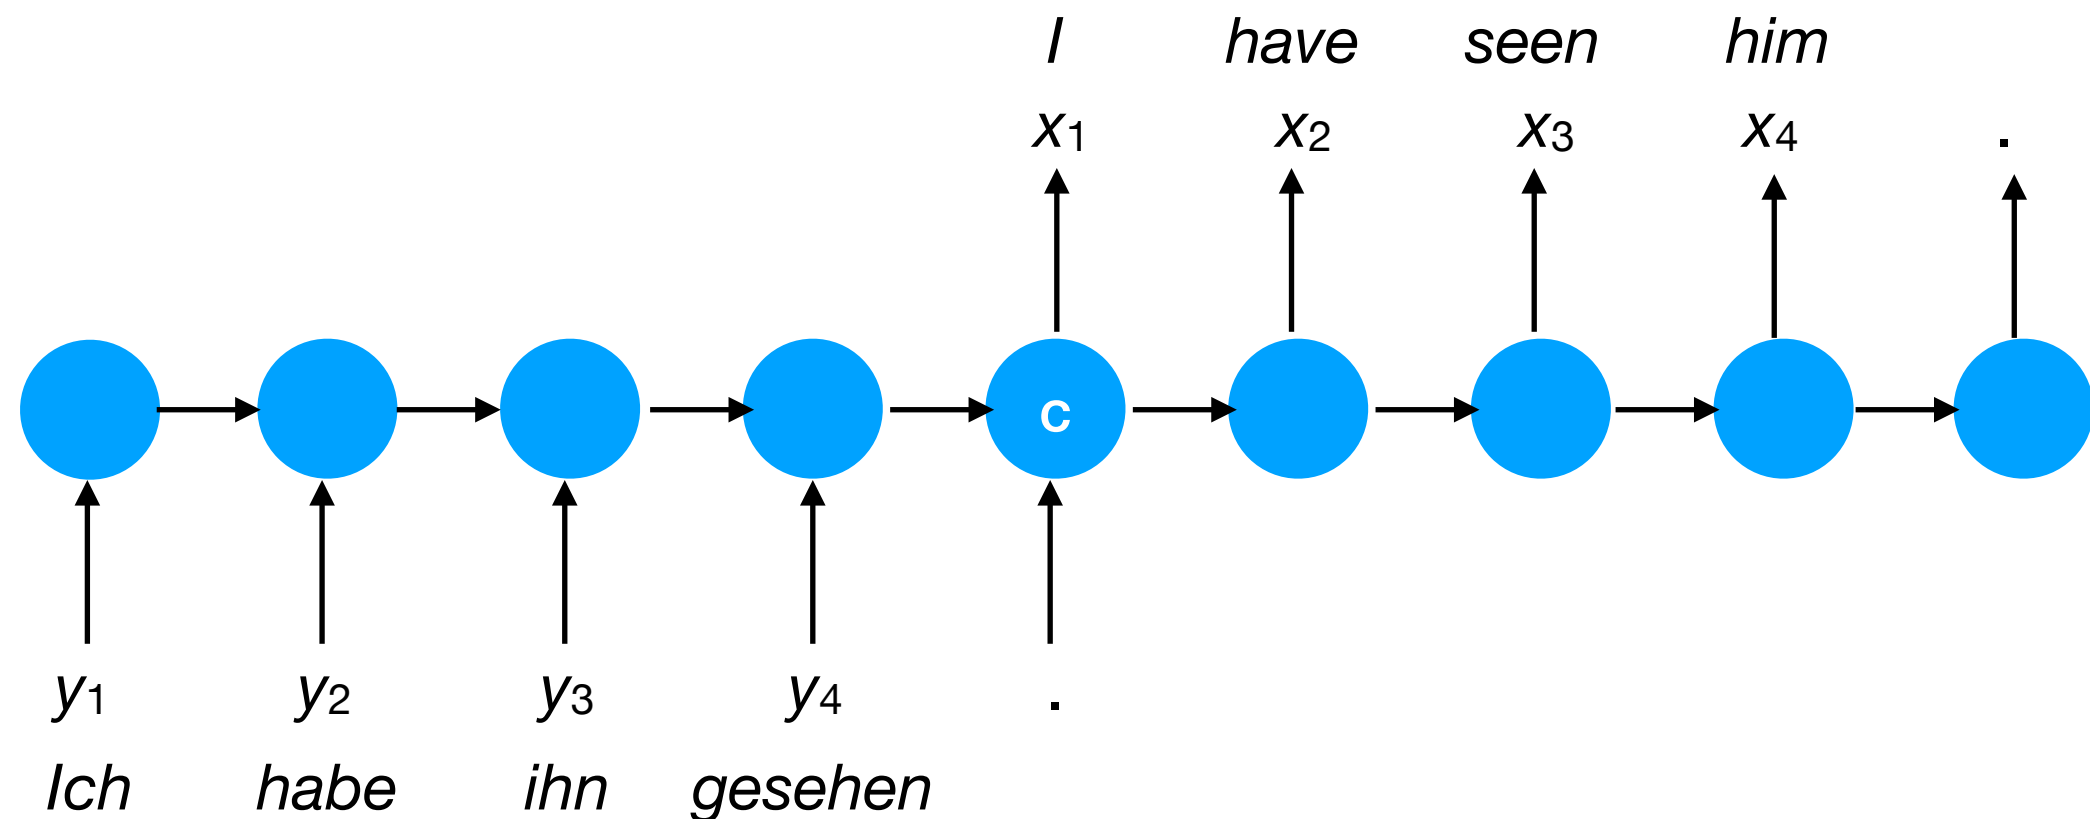 I have seen him
x1 x2 x3 x4 .
c
y1 y2 y3 y4 .
Ich habe ihn gesehen